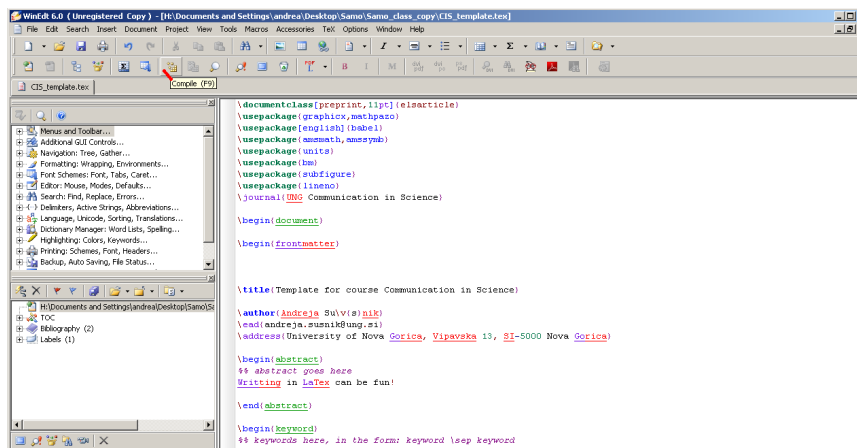 WinEdt 6.0 ( Unregistered Copy ) - [H:\Documents and Settings\andrea\Desktop\Samo\Samo_class_copy\CIS_template.tex]
File Edit Search Insert Document Project View Tools Macros Accessories TeX Options Window Help
Compile (F9)
CIS_template.tex
Menus and Toolbar...
Additional GUI Controls...
Navigation: Tree, Gather...
Formatting: Wrapping, Environments...
Font Schemes: Font, Tabs, Caret...
Editor: Mouse, Modes, Defaults...
Search: Find, Replace, Errors...
Delimiters, Active Strings, Abbreviations...
Language, Unicode, Sorting, Translations...
Dictionary Manager: Word Lists, Spelling...
Highlighting: Colors, Keywords...
Printing: Schemes, Font, Headers...
Backup, Auto Saving, File Status...
H:\Documents and Settings\andrea\Desktop\Samo\Sa
TOC
Bibliography (2)
Labels (1)
\documentclass[preprint,11pt]{elsarticle}
\usepackage{graphicx,mathpazo}
\usepackage[english]{babel}
\usepackage{amsmath,amssymb}
\usepackage{units}
\usepackage{bm}
\usepackage{subfigure}
\usepackage{lineno}
\journal{UNG Communication in Science}
\begin{document}
\begin{frontmatter}
\title{Template for course Communication in Science}
\author{Andreja Su\v{s}nik}
\ead{andreja.susnik@ung.si}
\address{University of Nova Gorica, Vipavska 13, SI-5000 Nova Gorica}
\begin{abstract}
%% abstract goes here
Writting in LaTex can be fun!
\end{abstract}
\begin{keyword}
%% keywords here, in the form: keyword \sep keyword